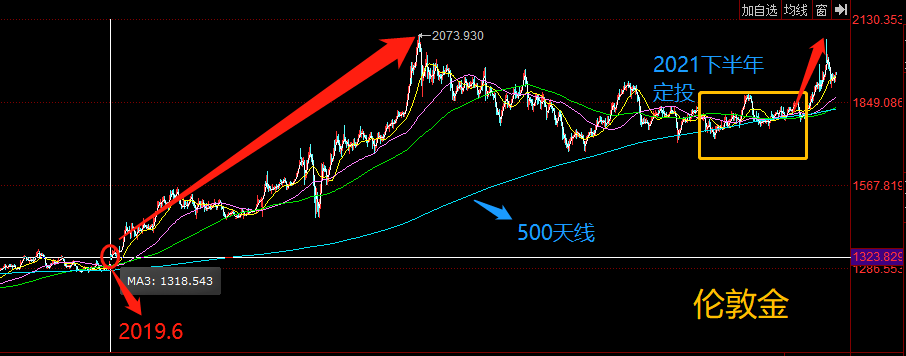 加自选 均线 窗
2130.353
2073.930
2021下半年
定投
1849.086
1567.819
500天线
1323.829
1286.553
MA3: 1318.543
伦敦金
2019.6